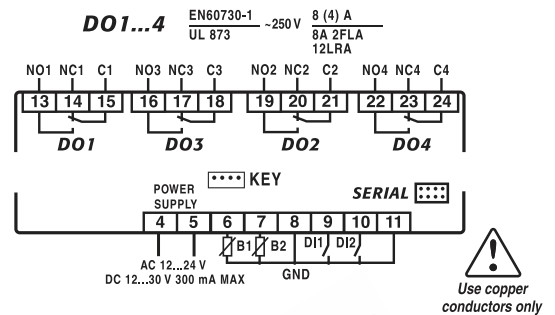 DO1...4 EN60730-1 ~250 V 8 (4) A
UL 873 8A 2FLA
12LRA
NO1 NC1 C1 NO3 NC3 C3 NO2 NC2 C2 NO4 NC4 C4
13 14 15 16 17 18 19 20 21 22 23 24
DO1 DO3 DO2 DO4
KEY
POWER
SUPPLY
SERIAL
4 5 6 7 8 9 10 11
B1 B2 DI1 DI2
AC 12...24 V
GND
DC 12...30 V 300 mA MAX
Use copper
conductors only